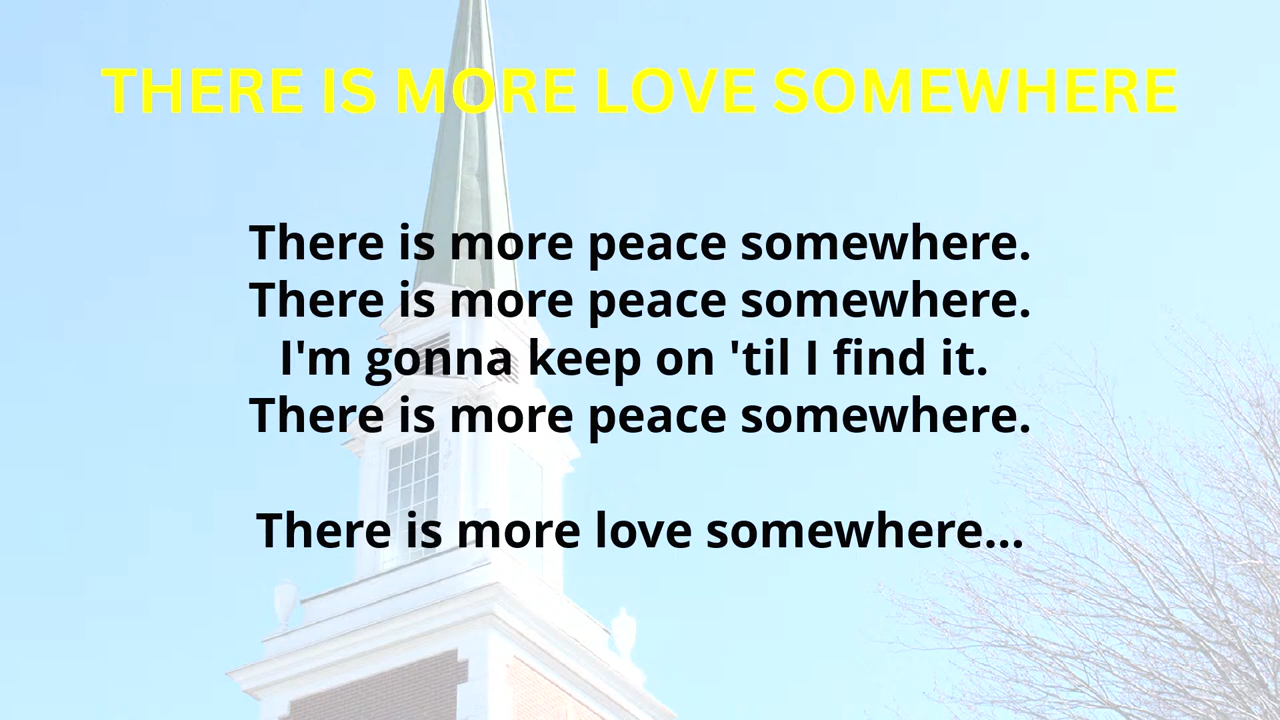 THERE IS MORE LOVE SOMEWHERE
There is more peace somewhere.
There is more peace somewhere.
I'm gonna keep on 'til I find it.
There is more peace somewhere.
There is more love somewhere...